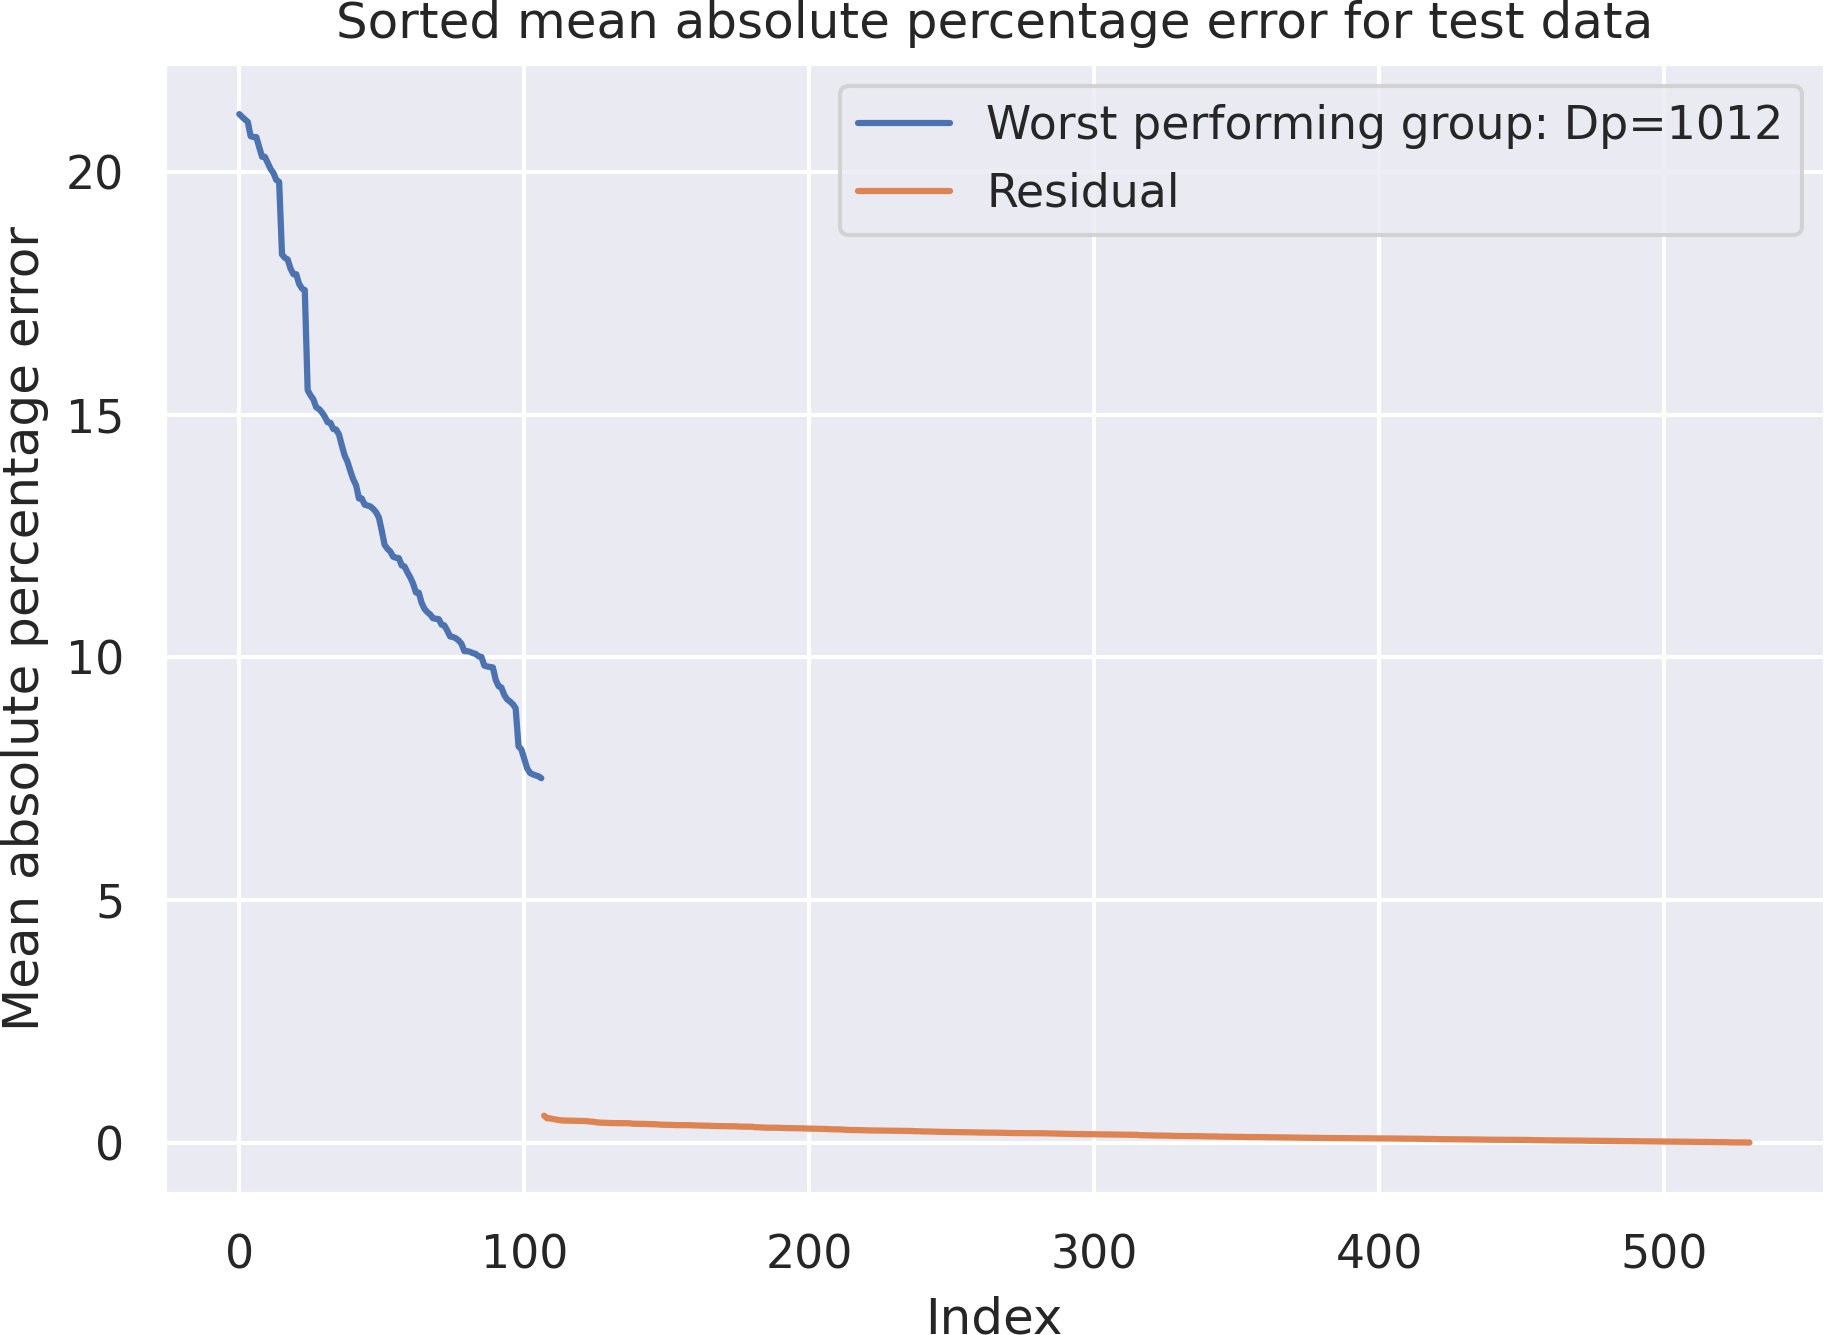 Sorted mean absolute percentage error for test data
Worst performing group: Dp=1012
Residual
Mean absolute percentage error
20
15
10
5
0
0 100 200 300 400 500
Index